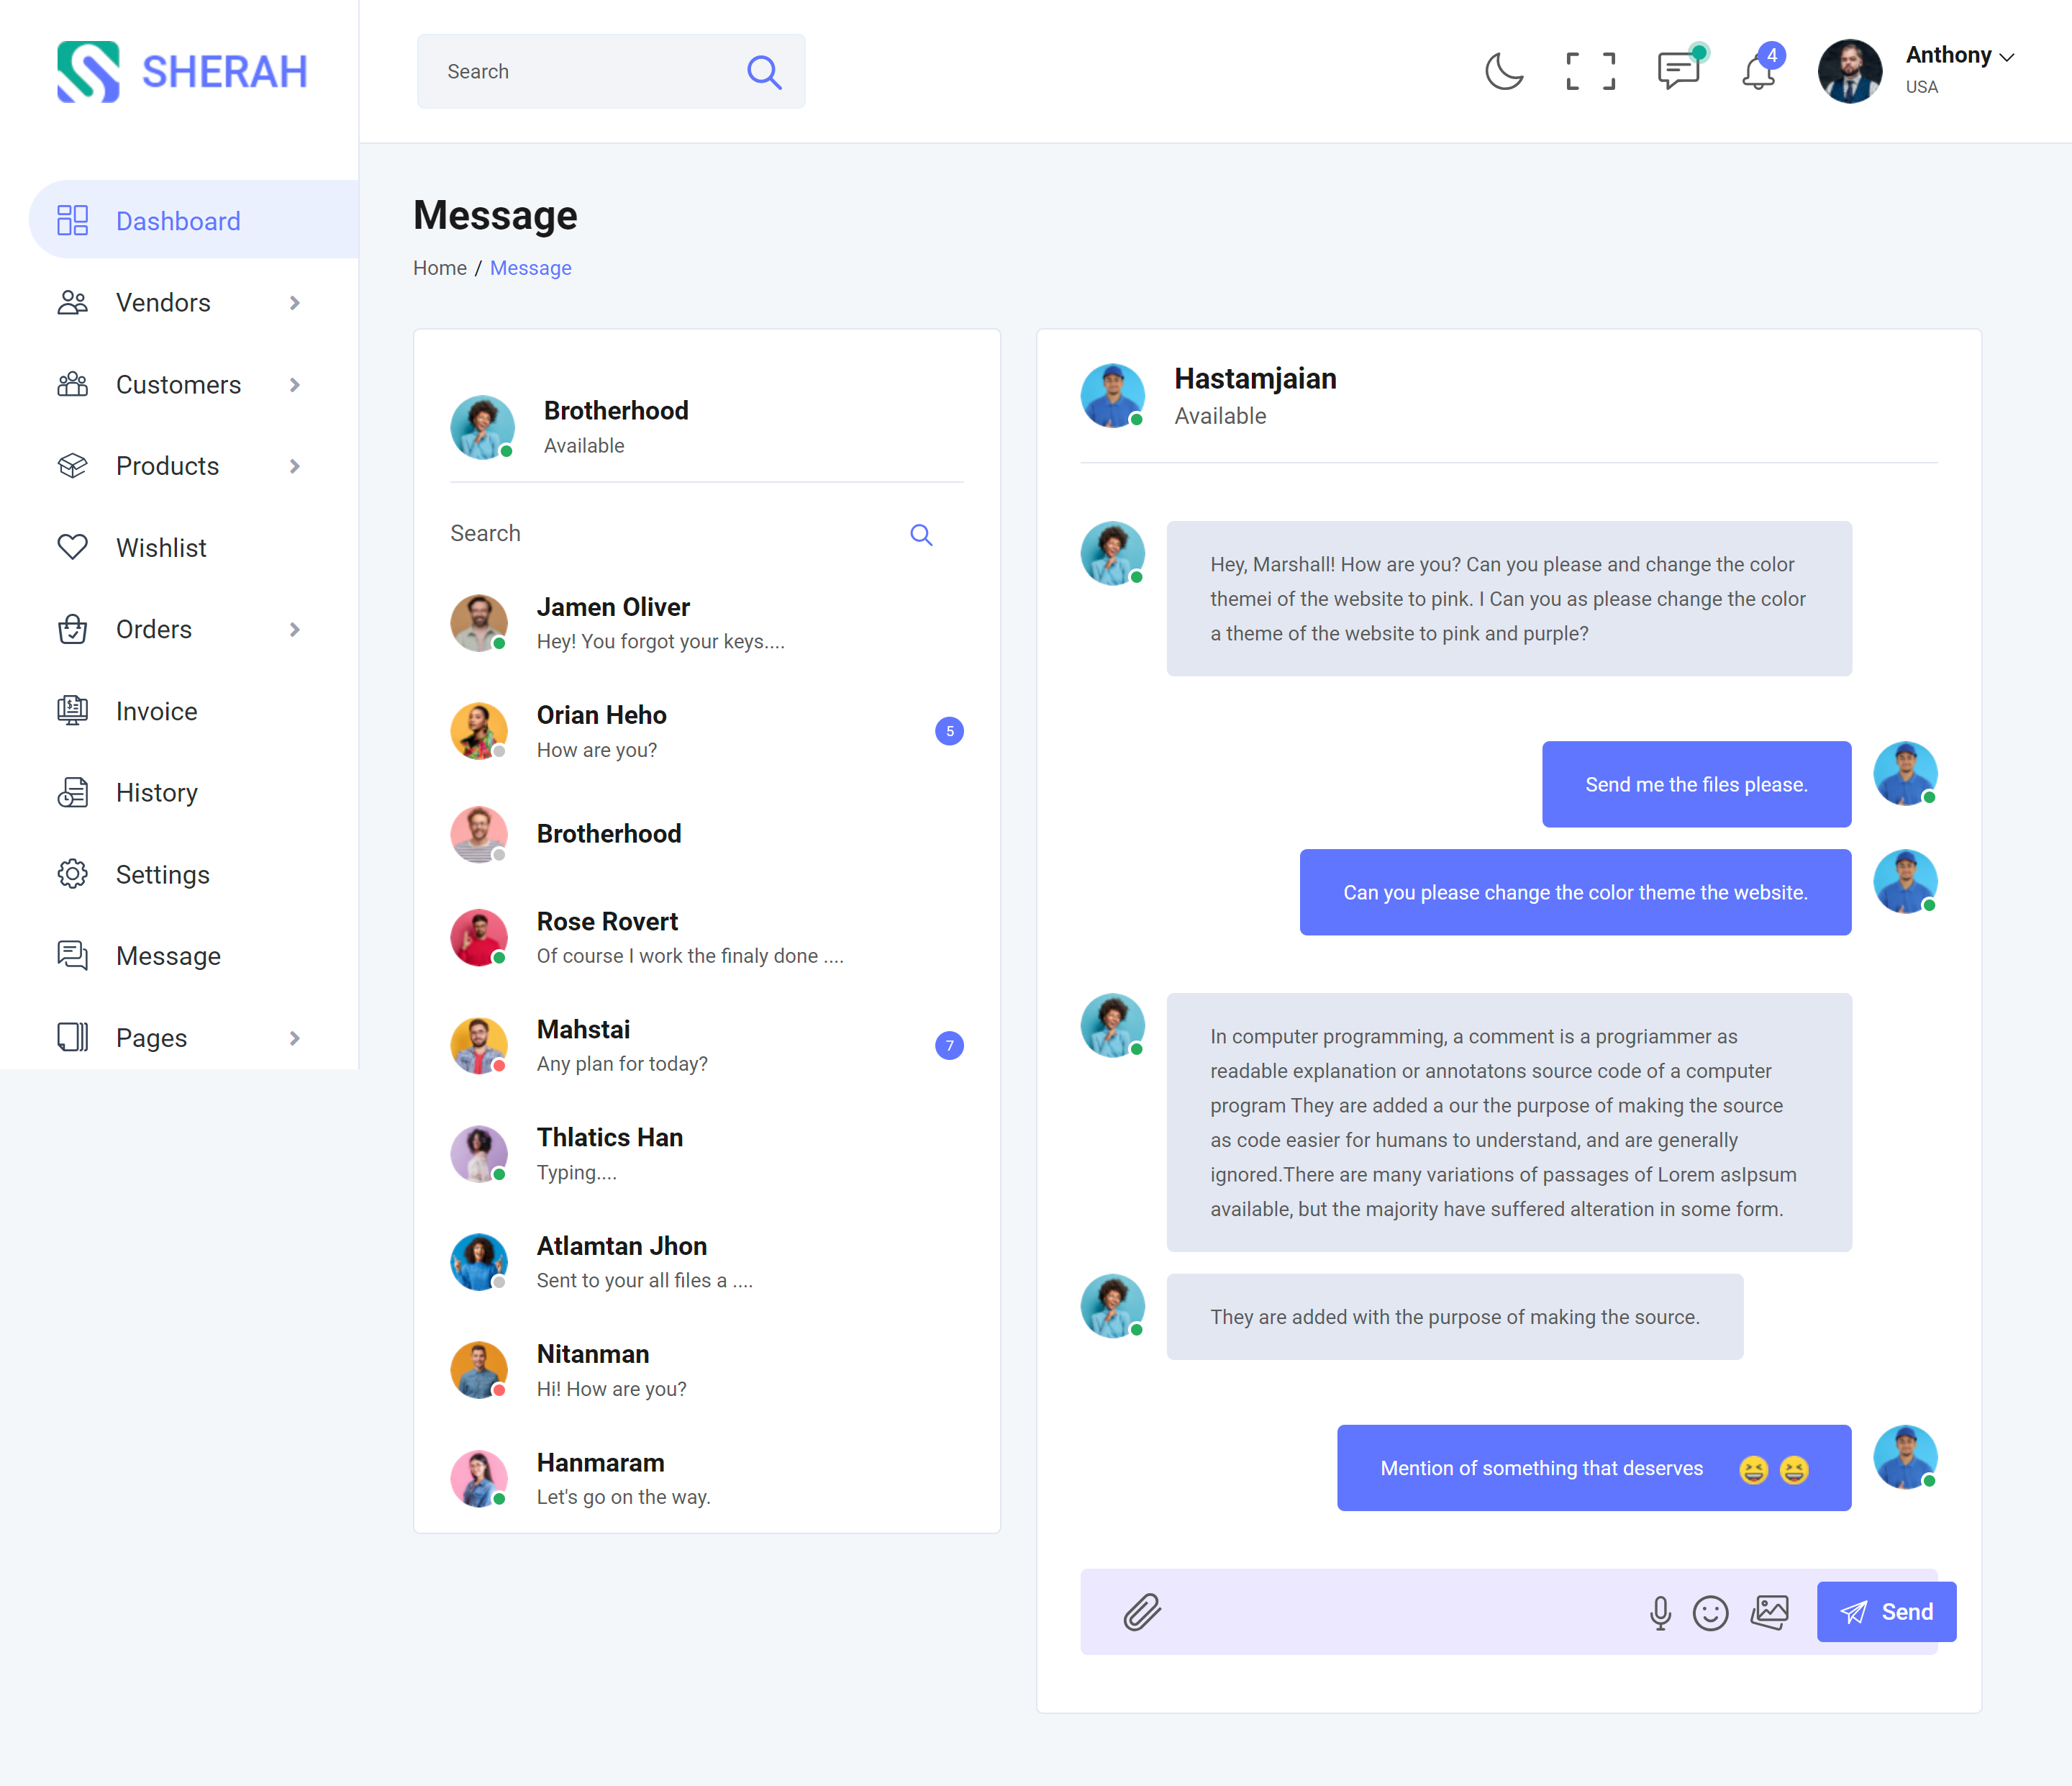 SHERAH
Search
4
Anthony
USA
Dashboard
Vendors
Customers
Products
Wishlist
Orders
Invoice
History
Settings
Message
Pages
Message
Home / Message
Brotherhood
Available
Search
Jamen Oliver
Hey! You forgot your keys....
Orian Heho
How are you?
5
Brotherhood
Rose Rovert
Of course I work the finaly done ....
Mahstai
Any plan for today?
7
Thlatics Han
Typing....
Atlamtan Jhon
Sent to your all files a ....
Nitanman
Hi! How are you?
Hanmaram
Let's go on the way.
Hastamjaian
Available
Hey, Marshall! How are you? Can you please and change the color
themei of the website to pink. I Can you as please change the color
a theme of the website to pink and purple?
Send me the files please.
Can you please change the color theme the website.
In computer programming, a comment is a progriammer as
readable explanation or annotatons source code of a computer
program They are added a our the purpose of making the source
as code easier for humans to understand, and are generally
ignored.There are many variations of passages of Lorem asIpsum
available, but the majority have suffered alteration in some form.
They are added with the purpose of making the source.
Mention of something that deserves 😆 😆
Send